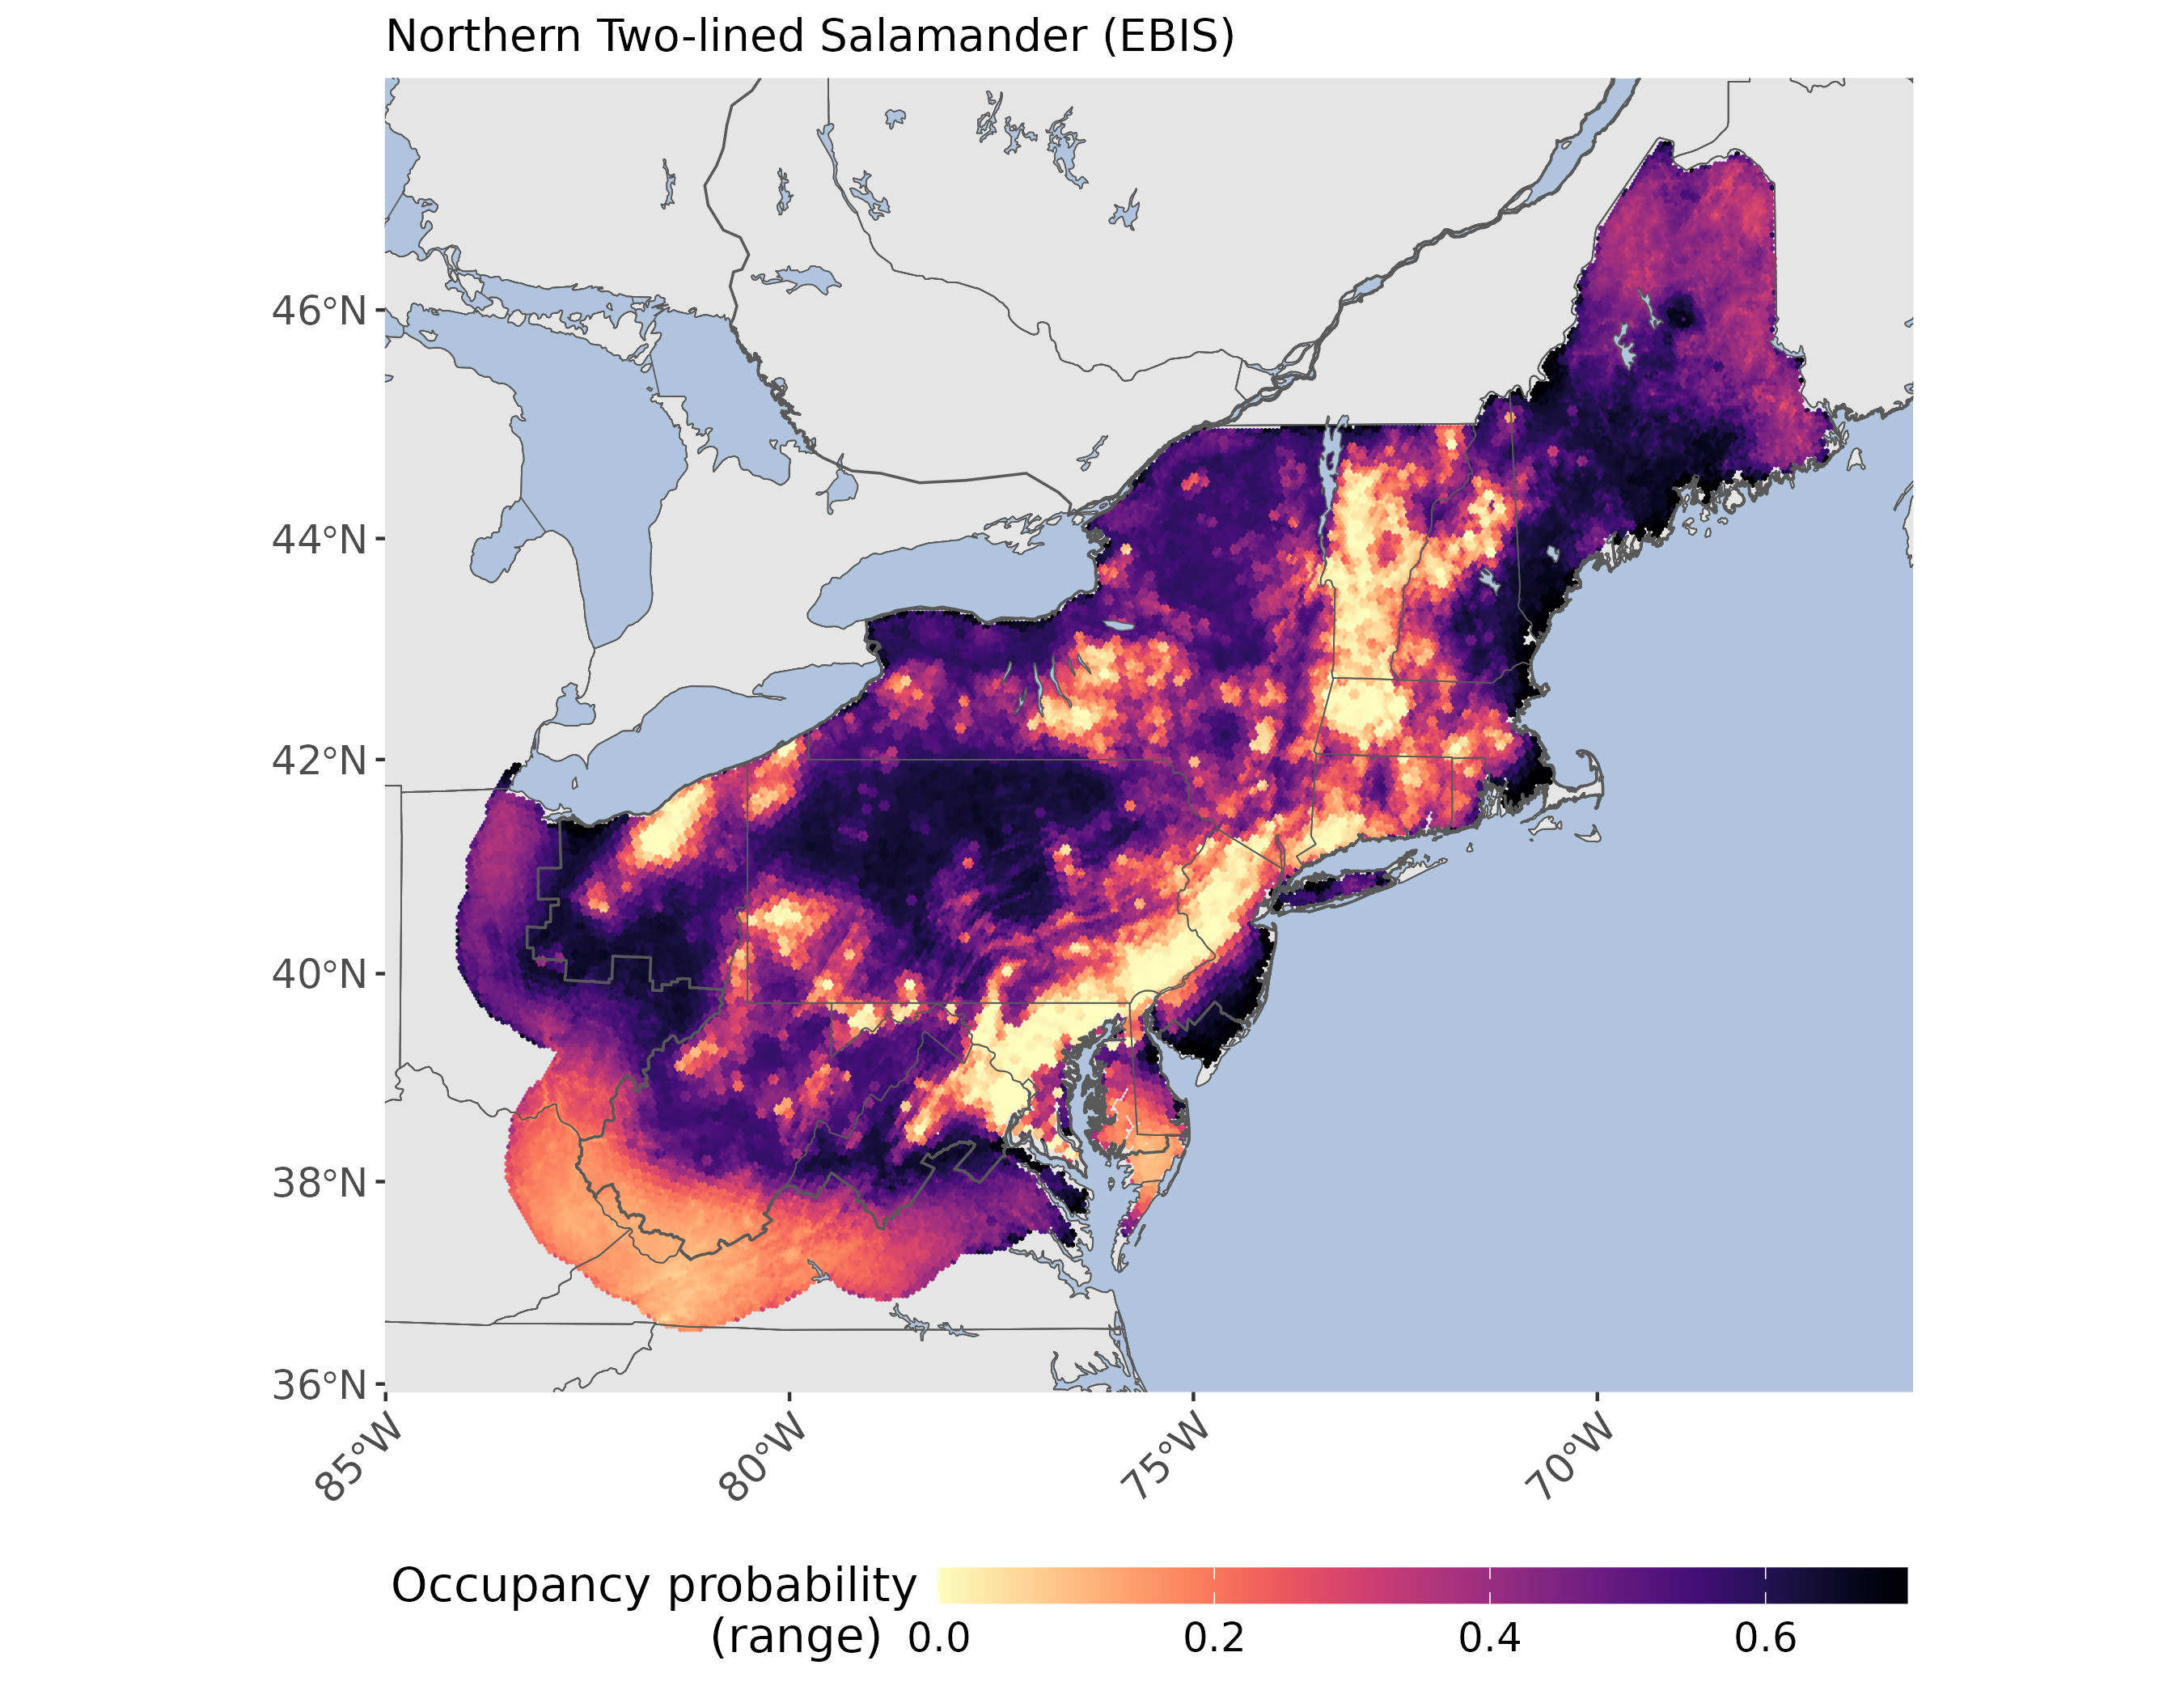 Northern Two-lined Salamander (EBIS)
46°N
44°N
42°N
40°N
38°N
36°N
85°W
80°W
75°W
70°W
Occupancy probability
(range)
0.0
0.2
0.4
0.6